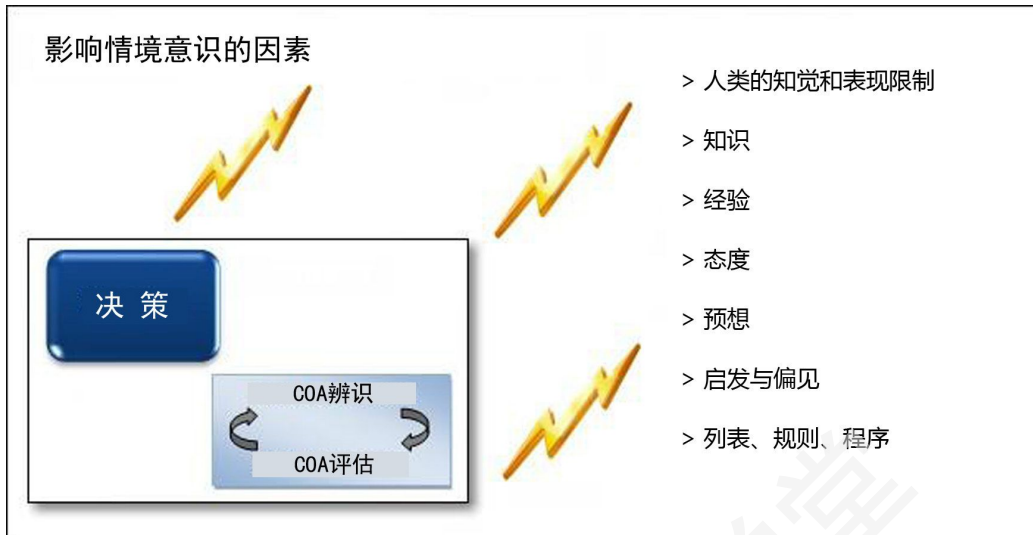 影响情境意识的因素
> 人类的知觉和表现限制
> 知识
> 经验
> 态度
> 预想
> 启发与偏见
> 列表、规则、程序
决 策
COA辨识
COA评估
堂